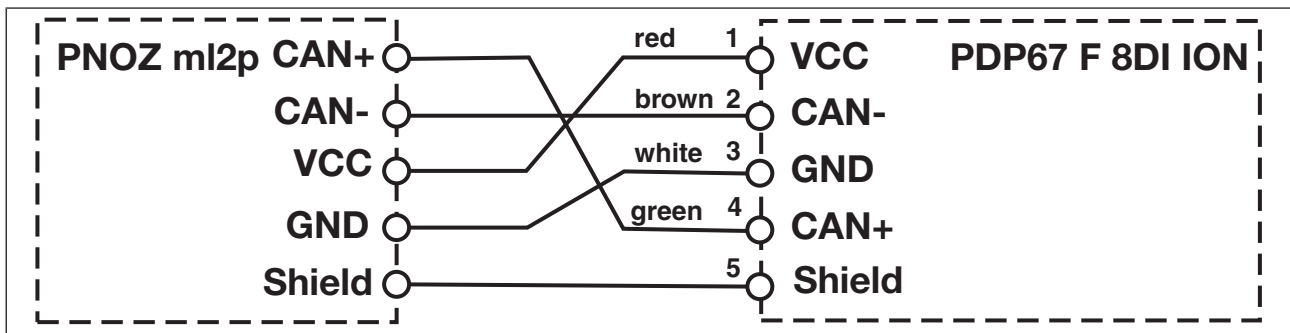 PNOZ ml2p CAN+ red 1 VCC PDP67 F 8DI ION
CAN- brown 2 CAN-
VCC white 3 GND
GND green 4 CAN+
Shield 5 Shield